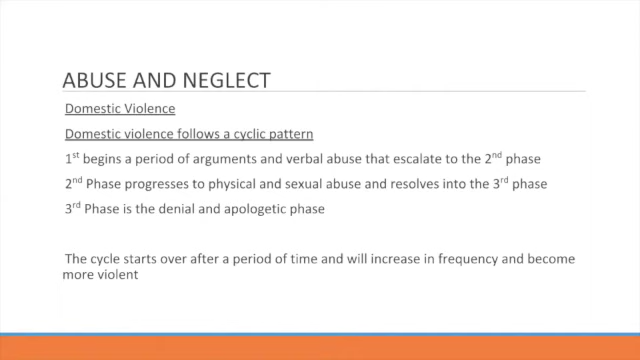 ABUSE AND NEGLECT
Domestic Violence
Domestic violence follows a cyclic pattern
1st begins a period of arguments and verbal abuse that escalate to the 2nd phase
2nd Phase progresses to physical and sexual abuse and resolves into the 3rd phase
3rd Phase is the denial and apologetic phase
The cycle starts over after a period of time and will increase in frequency and become
more violent